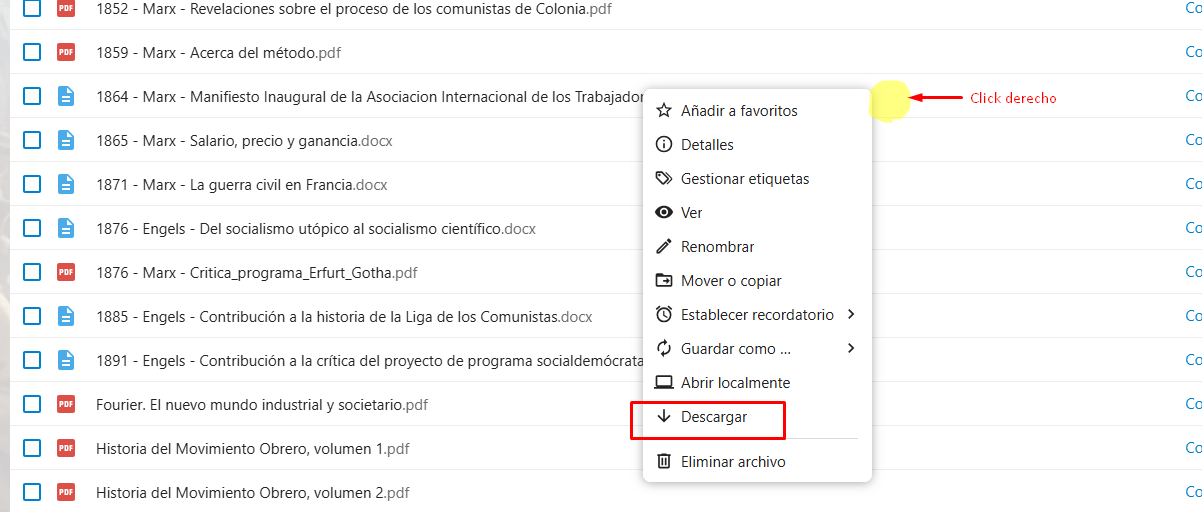 1852 - Marx - Revelaciones sobre el proceso de los comunistas de Colonia.pdf
Co
PDF
1859 - Marx - Acerca del método.pdf
Co
PDF
1864 - Marx - Manifiesto Inaugural de la Asociacion Internacional de los Trabajador
Click derecho
Co
1865 - Marx - Salario, precio y ganancia.docx
Co
1871 - Marx - La guerra civil en Francia.docx
Co
1876 - Engels - Del socialismo utópico al socialismo científico.docx
Co
PDF
1876 - Marx - Critica_programa_Erfurt_Gotha.pdf
Co
1885 - Engels - Contribución a la historia de la Liga de los Comunistas.docx
Co
1891 - Engels - Contribución a la crítica del proyecto de programa socialdemócrata
Co
PDF
Fourier. El nuevo mundo industrial y societario.pdf
Co
PDF
Historia del Movimiento Obrero, volumen 1.pdf
Co
PDF
Historia del Movimiento Obrero, volumen 2.pdf
Co
PDF
Añadir a favoritos
Detalles
Gestionar etiquetas
Ver
Renombrar
Mover o copiar
Establecer recordatorio
Guardar como ...
Abrir localmente
Descargar
Eliminar archivo